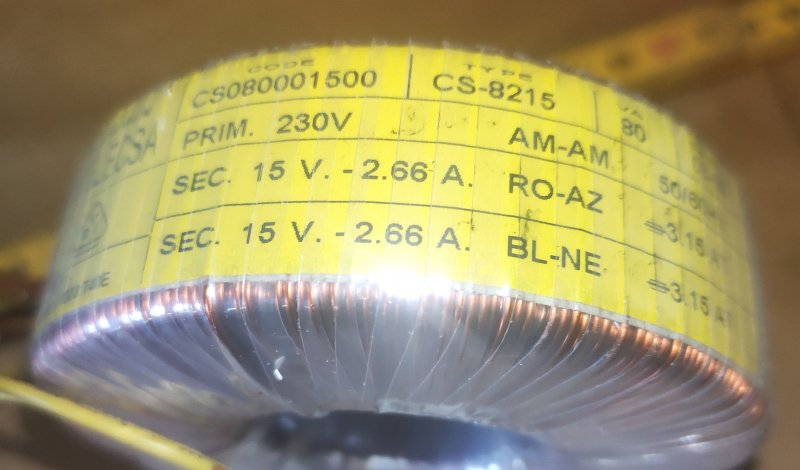 CODE TYPE VA
CS080001500 CS-8215 80
PRIM. 230V AM-AM
SEC. 15 V. - 2.66 A. RO-AZ 3.15 A
SEC. 15 V. - 2.66 A. BL-NE 3.15 A